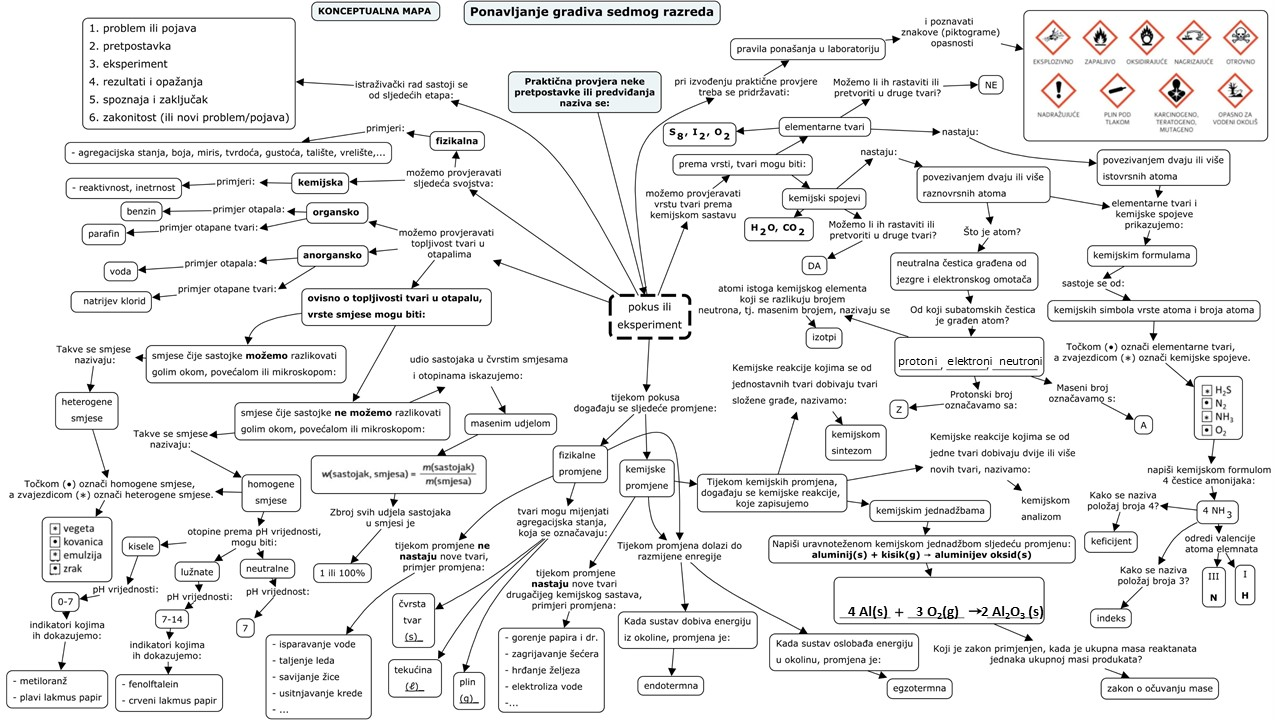 KONCEPTUALNA MAPA
Ponavljanje gradiva sedmog razreda
1. problem ili pojava
2. pretpostavka
3. eksperiment
4. rezultati i opažanja
5. spoznaja i zaključak
6. zakonitost (ili novi problem/pojava)
istraživački rad sastoji se
od sljedećih etapa:
Praktična provjera neke
pretpostavke ili predviđanja
naziva se:
pravila ponašanja u laboratoriju
i poznavati
znakove (piktograme)
opasnosti
EKSPLOZIVNO
ZAPALJIVO
OKSIDIRAJUĆE
NAGRIZAJUĆE
OTROVNO
NADRAŽUJUĆE
PLIN POD
TLAKOM
KARCINOGENO,
TERATOGENO,
MUTAGENO
OPASNO ZA
VODENI OKOLIŠ
pri izvođenju praktične provjere
treba se pridržavati:
Možemo li ih rastaviti ili
pretvoriti u druge tvari?
NE
S8, I2, O2
elementarne tvari
nastaju:
primjeri:
fizikalna
- agregacijska stanja, boja, miris, tvrdoća, gustoća, talište, vrelište,...
možemo provjeravati
sljedeća svojstva:
- reaktivnost, inetrnost
primjeri:
kemijska
prema vrsti, tvari mogu biti:
nastaju:
povezivanjem dvaju ili više
raznovrsnih atoma
povezivanjem dvaju ili više
istovrsnih atoma
možemo provjeravati
vrstu tvari prema
kemijskom sastavu
kemijski spojevi
H2O, CO2
Možemo li ih rastaviti ili
pretvoriti u druge tvari?
DA
Što je atom?
elementarne tvari i
kemijske spojeve
prikazujemo:
benzin
primjer otapala:
organsko
parafin
primjer otapane tvari:
možemo provjeravati
topljivost tvari u
otapalima
voda
primjer otapala:
anorgansko
natrijev klorid
primjer otapane tvari:
neutralna čestica građena od
jezgre i elektronskog omotača
kemijskim formulama
sastoje se od:
kemijskih simbola vrste atoma i broja atoma
ovisno o topljivosti tvari u otapalu,
vrste smjese mogu biti:
pokus ili
eksperiment
atomi istoga kemijskog elementa
koji se razlikuju brojem
neutrona, tj. masenim brojem, nazivaju se
izotpi
Od koji subatomskih čestica
je građen atom?
protoni, elektroni neutroni
Točkom (•) označi elementarne tvari,
a zvajezdicom (∗) označi kemijske spojeve.
∗ H2S
• N2
∗ NH3
• O2
Takve se smjese
nazivaju:
smjese čije sastojke možemo razlikovati
golim okom, povećalom ili mikroskopom:
heterogene
smjese
udio sastojaka u čvrstim smjesama
i otopinama iskazujemo:
smjese čije sastojke ne možemo razlikovati
golim okom, povećalom ili mikroskopom:
masenim udjelom
Takve se smjese
nazivaju:
tijekom pokusa
događaju se sljedeće promjene:
Kemijske reakcije kojima se od
jednostavnih tvari dobivaju tvari
složene građe, nazivamo:
kemijskom
sintezom
Protonski broj
označavamo sa:
Z
Maseni broj
označavamo s:
A
Kemijske reakcije kojima se od
jedne tvari dobivaju dvije ili više
novih tvari, nazivamo:
kemijskom
analizom
w(sastojak, smjesa) = m(sastojak)
m(smjesa)
Točkom (•) označi homogene smjese,
a zvajezdicom (∗) označi heterogene smjese.
homogene
smjese
Zbroj svih udjela sastojaka
u smjesi je
1 ili 100%
fizikalne
promjene
kemijske
promjene
Tijekom kemijskih promjena,
događaju se kemijske reakcije,
koje zapisujemo
kemijskim jednadžbama
napiši kemijskom formulom
4 čestice amonijaka:
Kako se naziva
položaj broja 4?
4 NH3
keficijent
odredi valencije
atoma elemnata
Kako se naziva
položaj broja 3?
III
N
I
H
indeks
∗ vegeta
• kovanica
∗ emulzija
• zrak
otopine prema pH vrijednosti,
mogu biti:
kisele
lužnate
neutralne
pH vrijednosti:
pH vrijednosti:
pH vrijednost:
0-7
7-14
7
indikatori kojima
ih dokazujemo:
- metiloranž
- plavi lakmus papir
indikatori kojima
ih dokazujemo:
- fenolftalein
- crveni lakmus papir
tijekom promjene ne
nastaju nove tvari,
primjer promjena:
- isparavanje vode
- taljenje leda
- savijanje žice
- usitnjavanje krede
- ...
tvari mogu mijenjati
agregacijska stanja,
koja se označavaju:
čvrsta
tvar
(s)
tekućina
(ℓ)
plin
(g)
tijekom promjene
nastaju nove tvari
drugačijeg kemijskog sastava,
primjeri promjena:
- gorenje papira i dr.
- zagrijavanje šećera
- hrđanje željeza
- elektroliza vode
-...
Tijekom promjena dolazi do
razmijene enregije
Kada sustav dobiva energiju
iz okoline, promjena je:
endotermna
Kada sustav oslobađa energiju
u okolinu, promjena je:
egzotermna
Napiši uravnoteženom kemijskom jednadžbom sljedeću promjenu:
aluminij(s) + kisik(g) → aluminijev oksid(s)
4 Al(s) + 3 O2(g) →2 Al2O3 (s)
Koji je zakon primjenjen, kada je ukupna masa reaktanata
jednaka ukupnoj masi produkata?
zakon o očuvanju mase